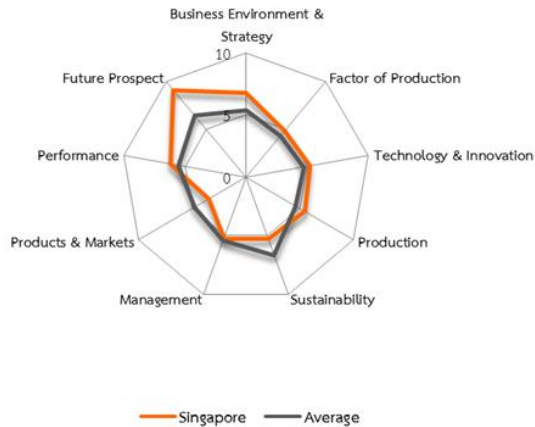 Business Environment &
Strategy
10
Future Prospect
Factor of Production
5
Performance
Technology & Innovation
0
Products & Markets
Production
Management
Sustainability
Singapore
Average